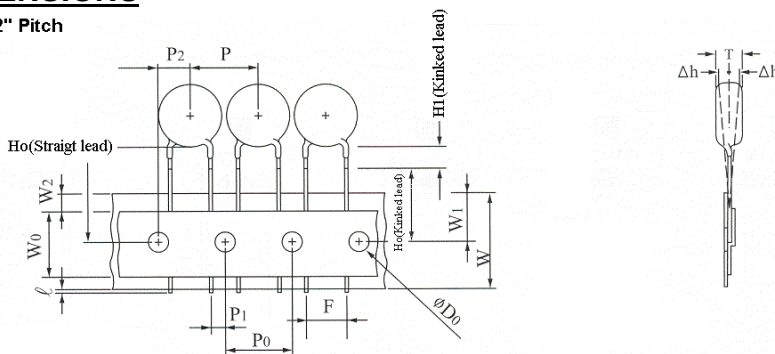 2" Pitch
P2
P
H1(Kinked lead)
T
Δh
Δh
Ho(Straigt lead)
W2
W0
Ho(Kinked lead)
W1
W
ℓ
P1
P0
F
øD0